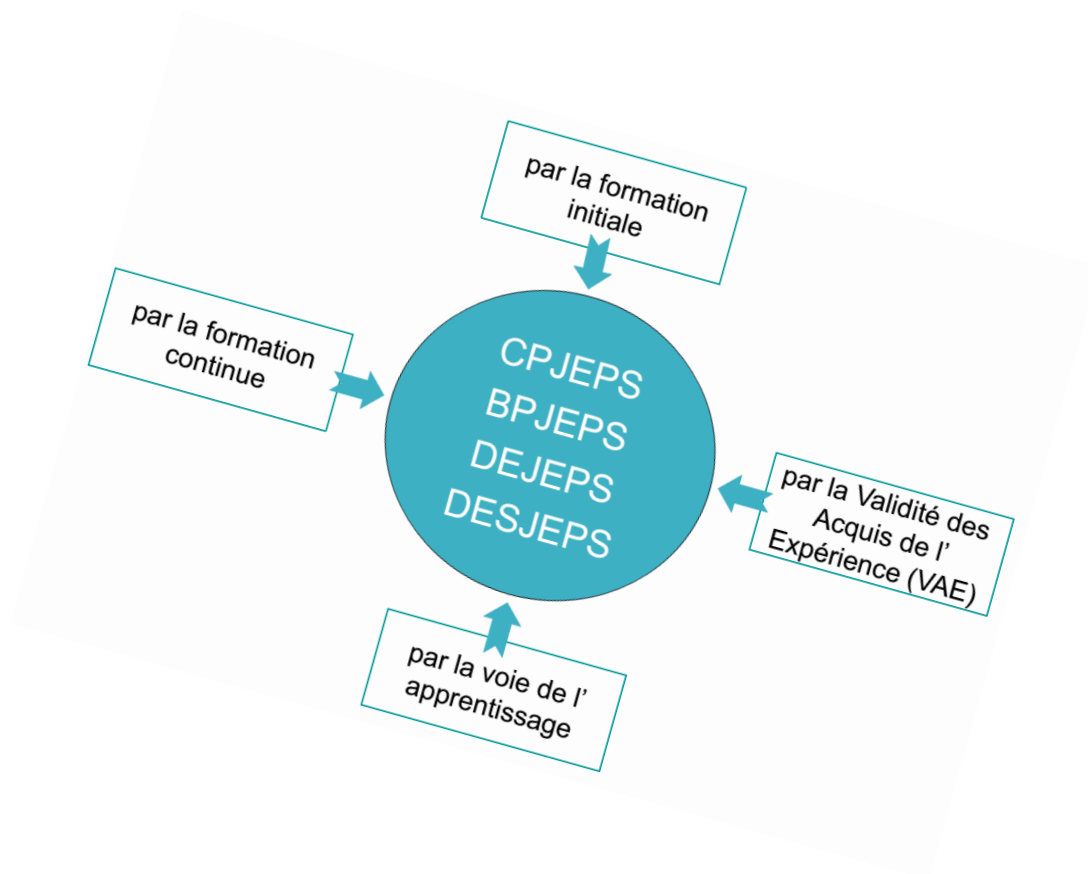 par la formation
initiale
par la formation
continue
CPJEPS
BPJEPS
DEJEPS
DESJEPS
par la Validité des
Acquis de l’
Expérience (VAE)
par la voie de l’
apprentissage